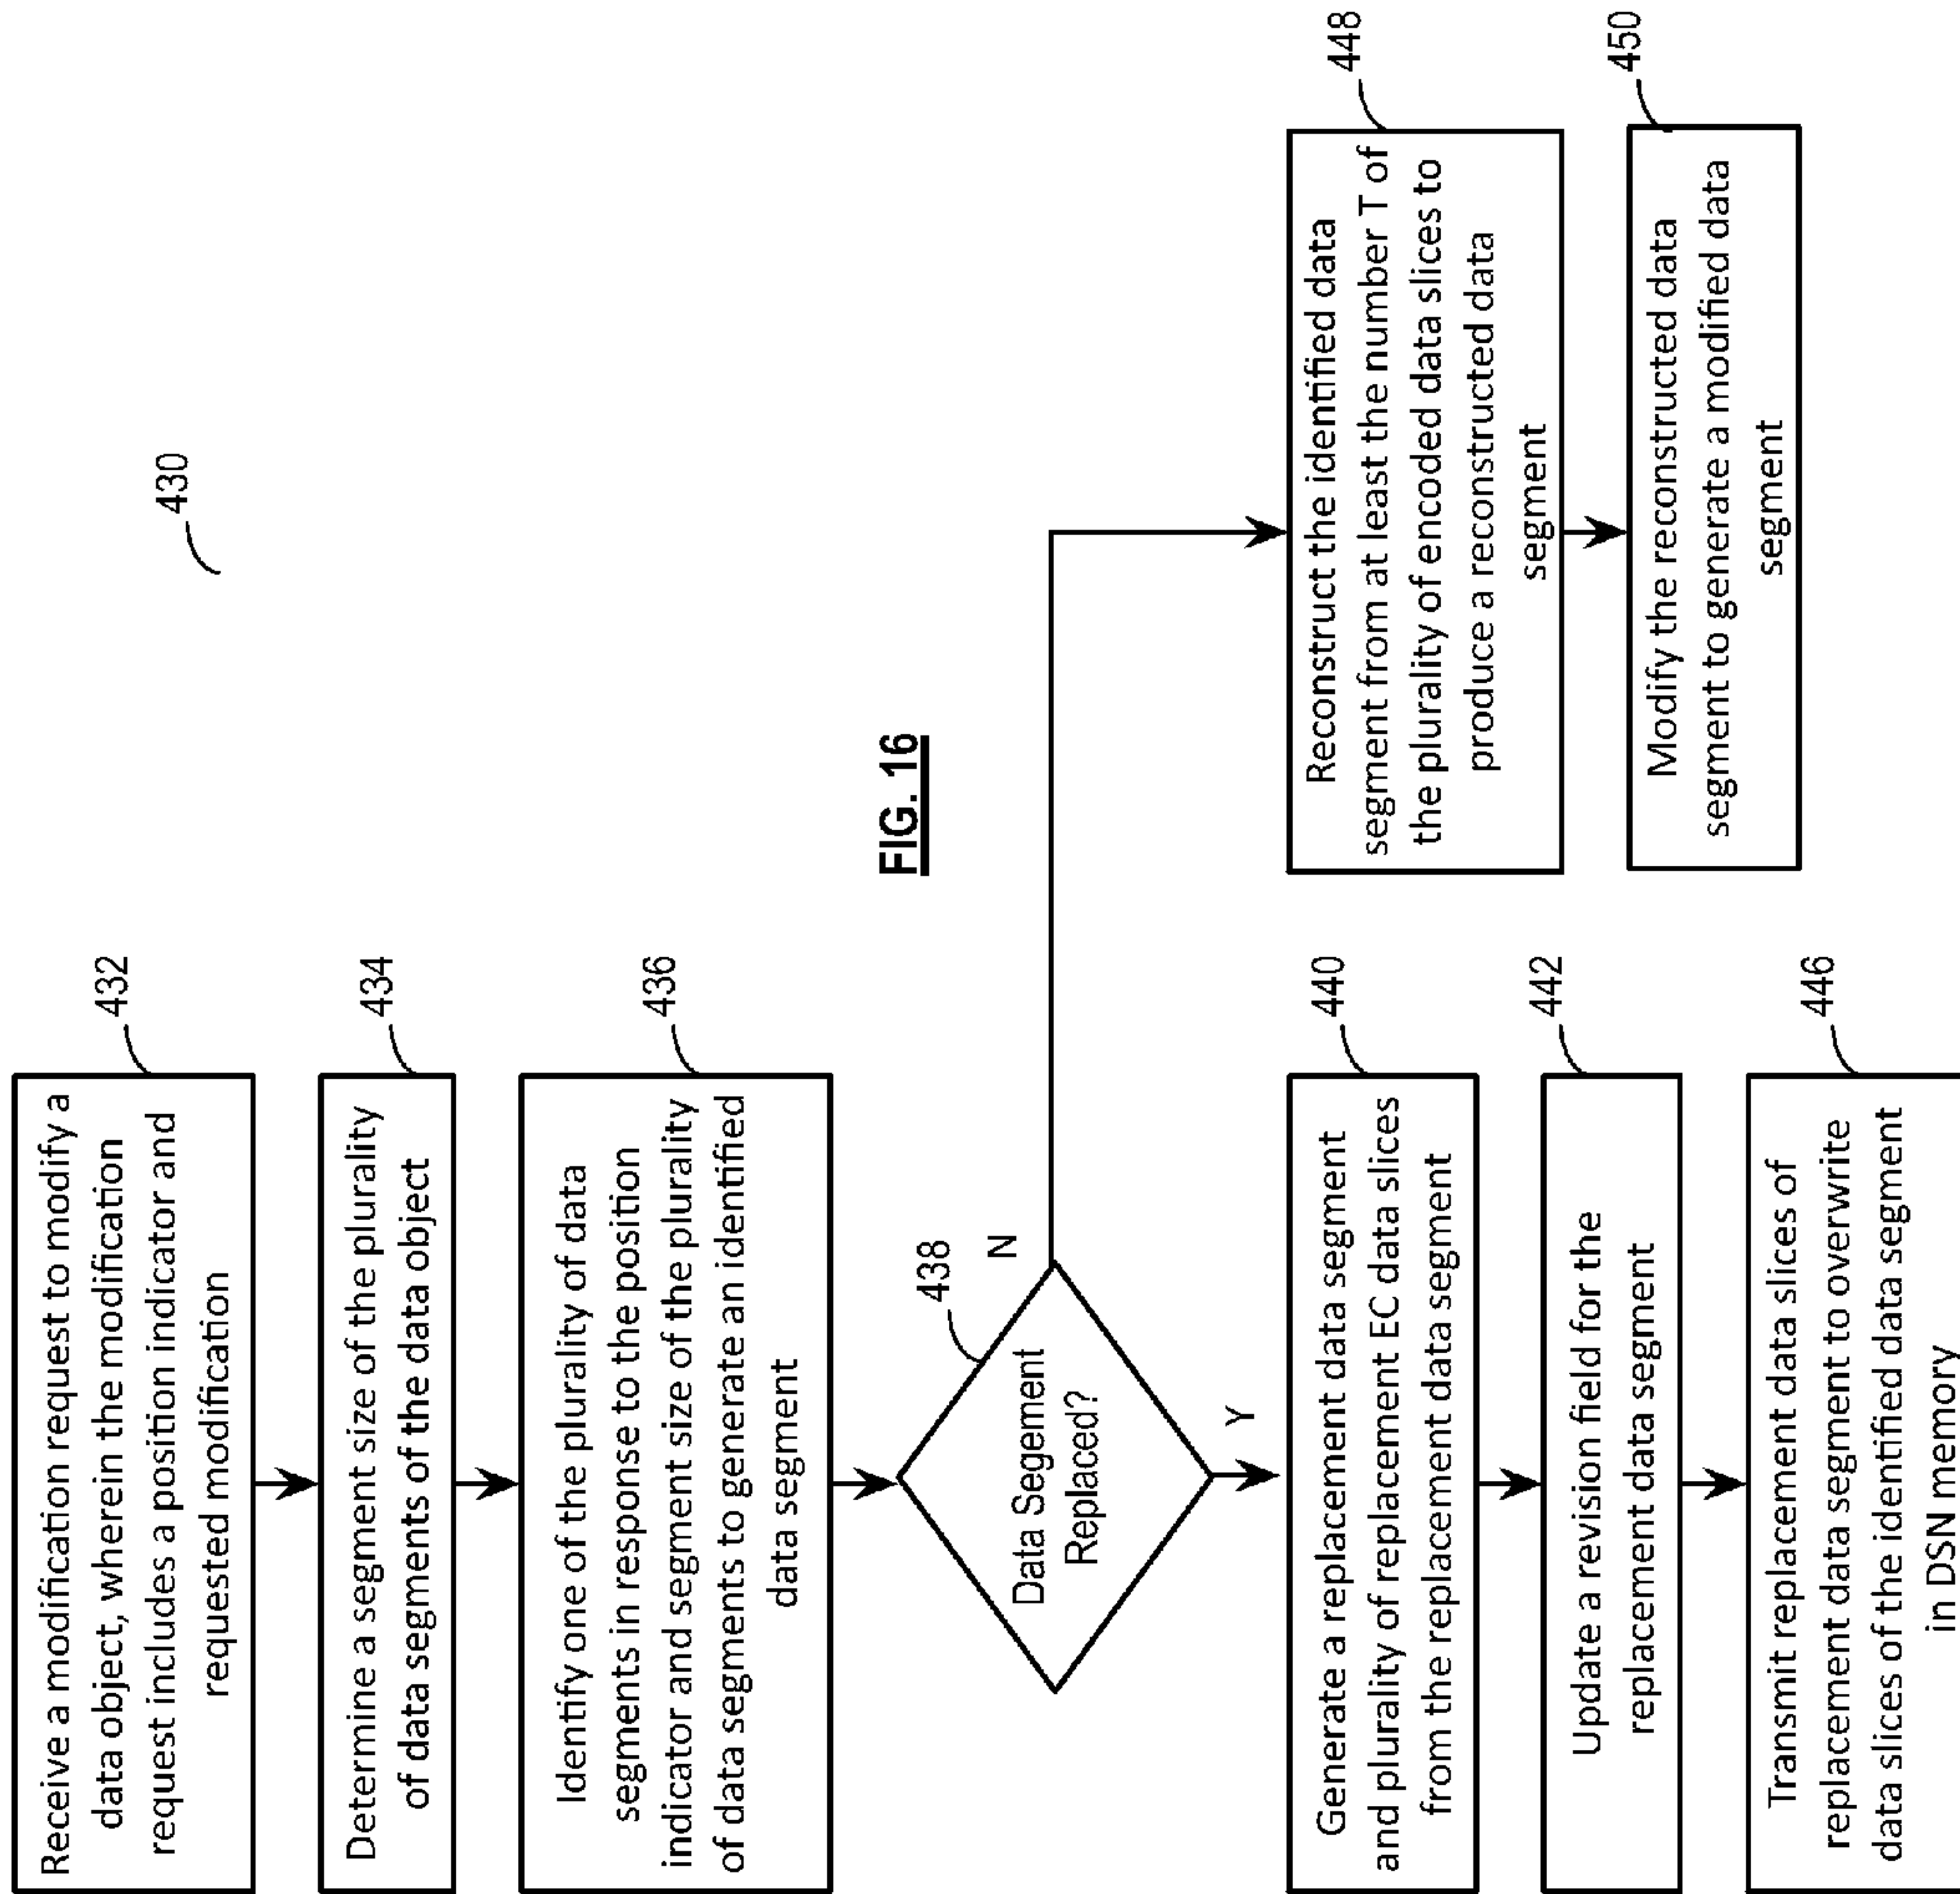 430
Receive a modification request to modify a
data object, wherein the modification
request includes a position indicator and
requested modification
432
Determine a segment size of the plurality
of data segments of the data object
434
Identify one of the plurality of data
segments in response to the position
indicator and segment size of the plurality
of data segments to generate an identified
data segment
436
FIG. 16
438
Data Segement
Replaced?
N
Y
Generate a replacement data segment
and plurality of replacement EC data slices
from the replacement data segment
440
Update a revision field for the
replacement data segment
442
Transmit replacement data slices of
replacement data segment to overwrite
data slices of the identified data segment
in DSN memory
446
Reconstruct the identified data
segment from at least the number T of
the plurality of encoded data slices to
produce a reconstructed data
segment
448
Modify the reconstructed data
segment to generate a modified data
segment
450